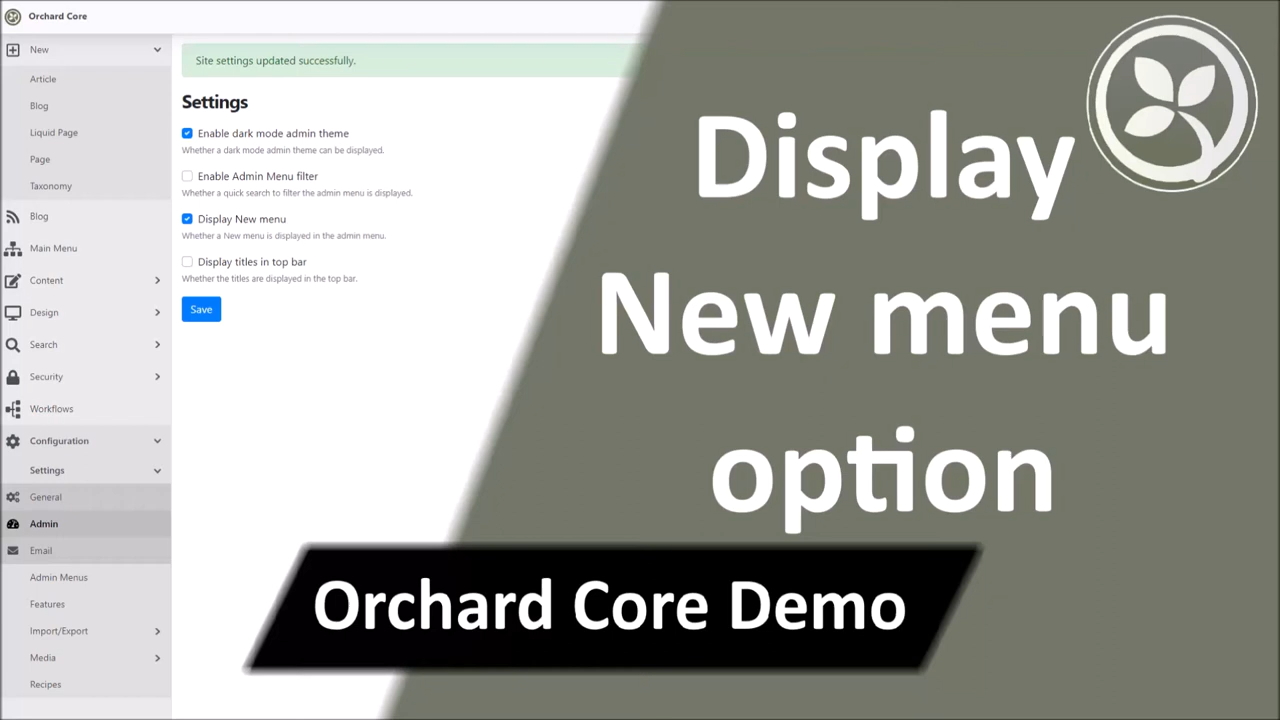 Orchard Core
New
Article
Blog
Liquid Page
Page
Taxonomy
Blog
Main Menu
Content
Design
Search
Security
Workflows
Configuration
Settings
General
Admin
Email
Admin Menus
Features
Import/Export
Media
Recipes
Site settings updated successfully.
Settings
Enable dark mode admin theme
Whether a dark mode admin theme can be displayed.
Enable Admin Menu filter
Whether a quick search to filter the admin menu is displayed.
Display New menu
Whether a New menu is displayed in the admin menu.
Display titles in top bar
Whether the titles are displayed in the top bar.
Save
Display
New menu
option
Orchard Core Demo